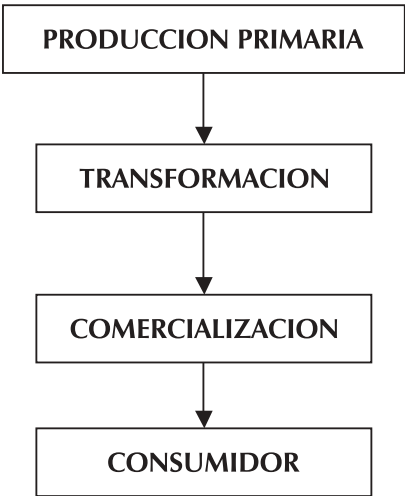 PRODUCCION PRIMARIA
TRANSFORMACION
COMERCIALIZACION
CONSUMIDOR